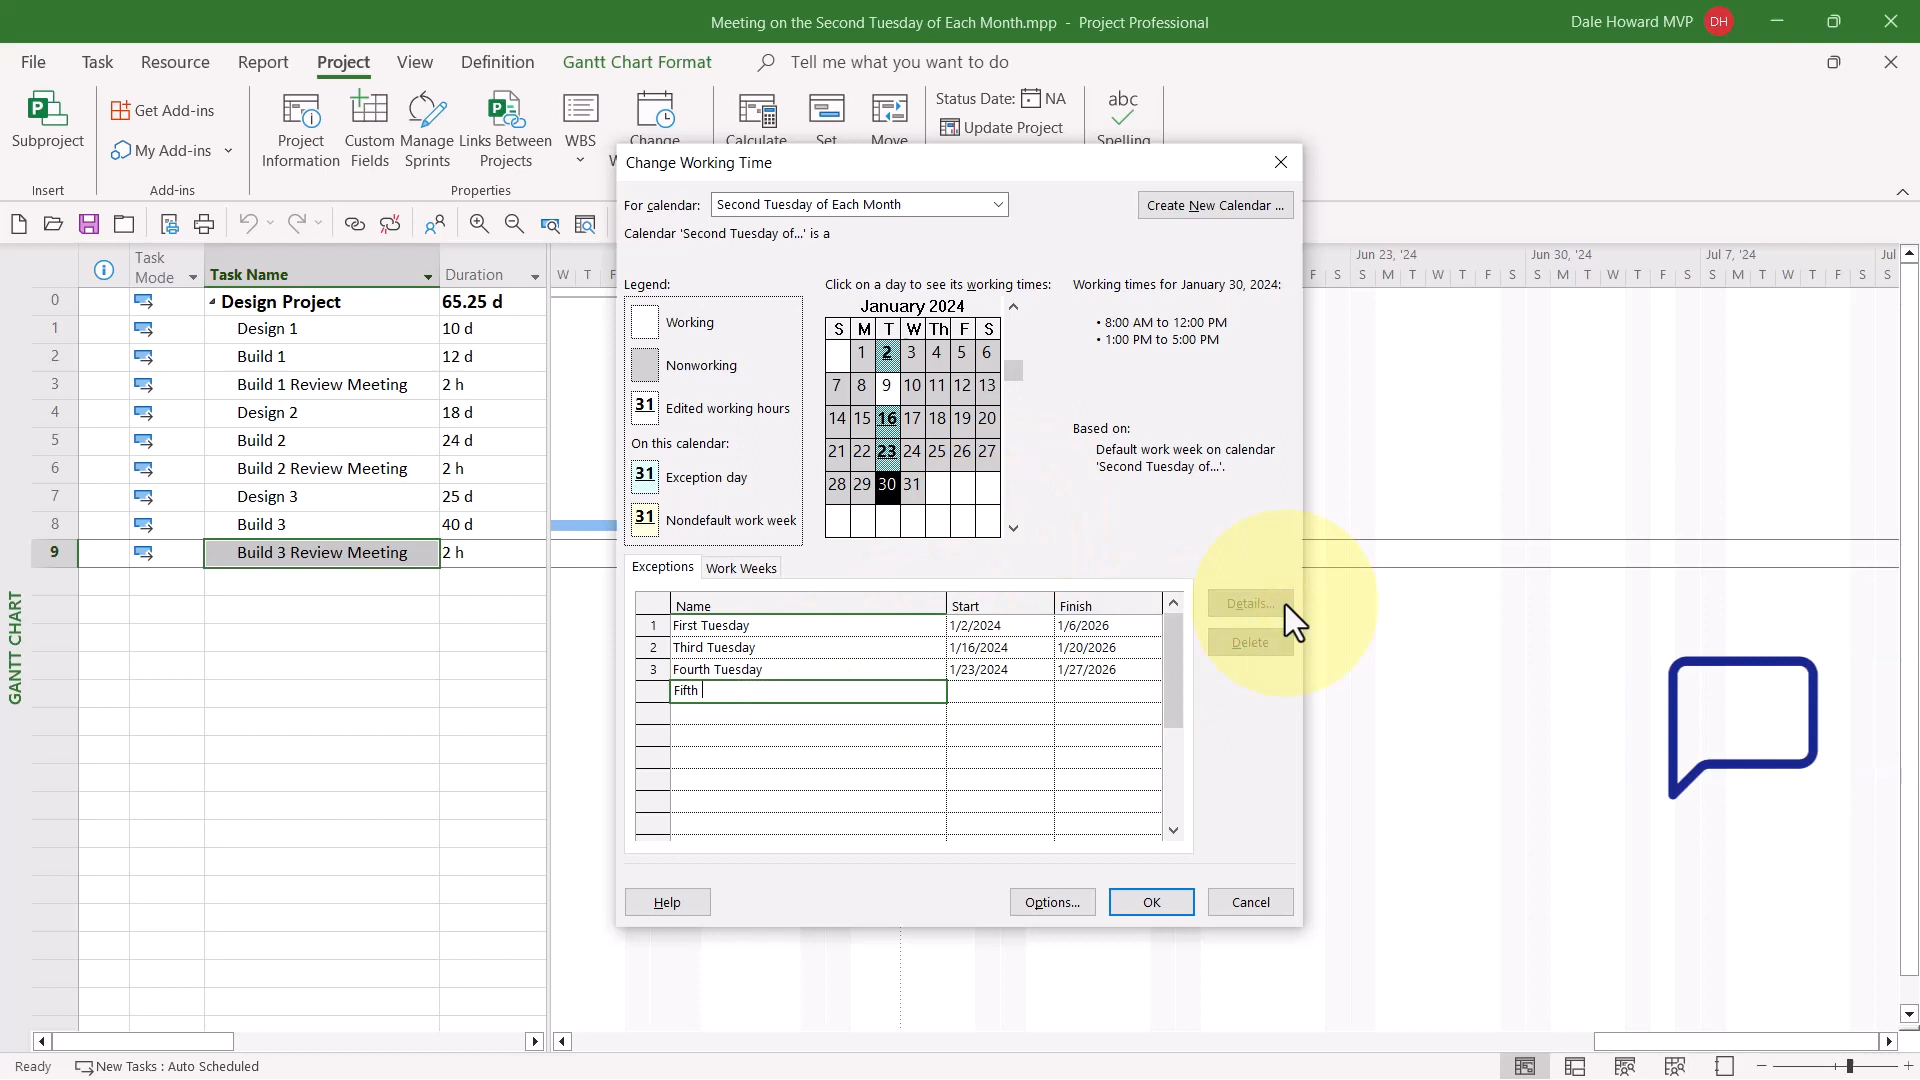 Meeting on the Second Tuesday of Each Month.mpp - Project Professional
Dale Howard MVP DH
File Task Resource Report Project View Definition Gantt Chart Format Tell me what you want to do
Subproject
Get Add-ins
My Add-ins
Project Information
Custom Fields
Manage Sprints
Links Between Projects
WBS
Change
Calculate
Set
Move
Status Date: NA
Update Project
abc
Spelling
Insert Add-ins Properties
Task Mode Task Name Duration
0 Design Project 65.25 d
1 Design 1 10 d
2 Build 1 12 d
3 Build 1 Review Meeting 2 h
4 Design 2 18 d
5 Build 2 24 d
6 Build 2 Review Meeting 2 h
7 Design 3 25 d
8 Build 3 40 d
9 Build 3 Review Meeting 2 h
GANTT CHART
W T F
Jun 23, '24 Jun 30, '24 Jul 7, '24 Jul
F S S M T W T F S S M T W T F S S M T W T F S S
Change Working Time
For calendar: Second Tuesday of Each Month
Create New Calendar ...
Calendar 'Second Tuesday of...' is a
Legend:
Working
Nonworking
31 Edited working hours
On this calendar:
31 Exception day
31 Nondefault work week
Click on a day to see its working times:
January 2024
S M T W Th F S
1 2 3 4 5 6
7 8 9 10 11 12 13
14 15 16 17 18 19 20
21 22 23 24 25 26 27
28 29 30 31
Working times for January 30, 2024:
• 8:00 AM to 12:00 PM
• 1:00 PM to 5:00 PM
Based on:
Default work week on calendar
'Second Tuesday of...'.
Exceptions Work Weeks
Name Start Finish
1 First Tuesday 1/2/2024 1/6/2026
2 Third Tuesday 1/16/2024 1/20/2026
3 Fourth Tuesday 1/23/2024 1/27/2026
Fifth
Details...
Delete
Help Options... OK Cancel
Ready New Tasks : Auto Scheduled